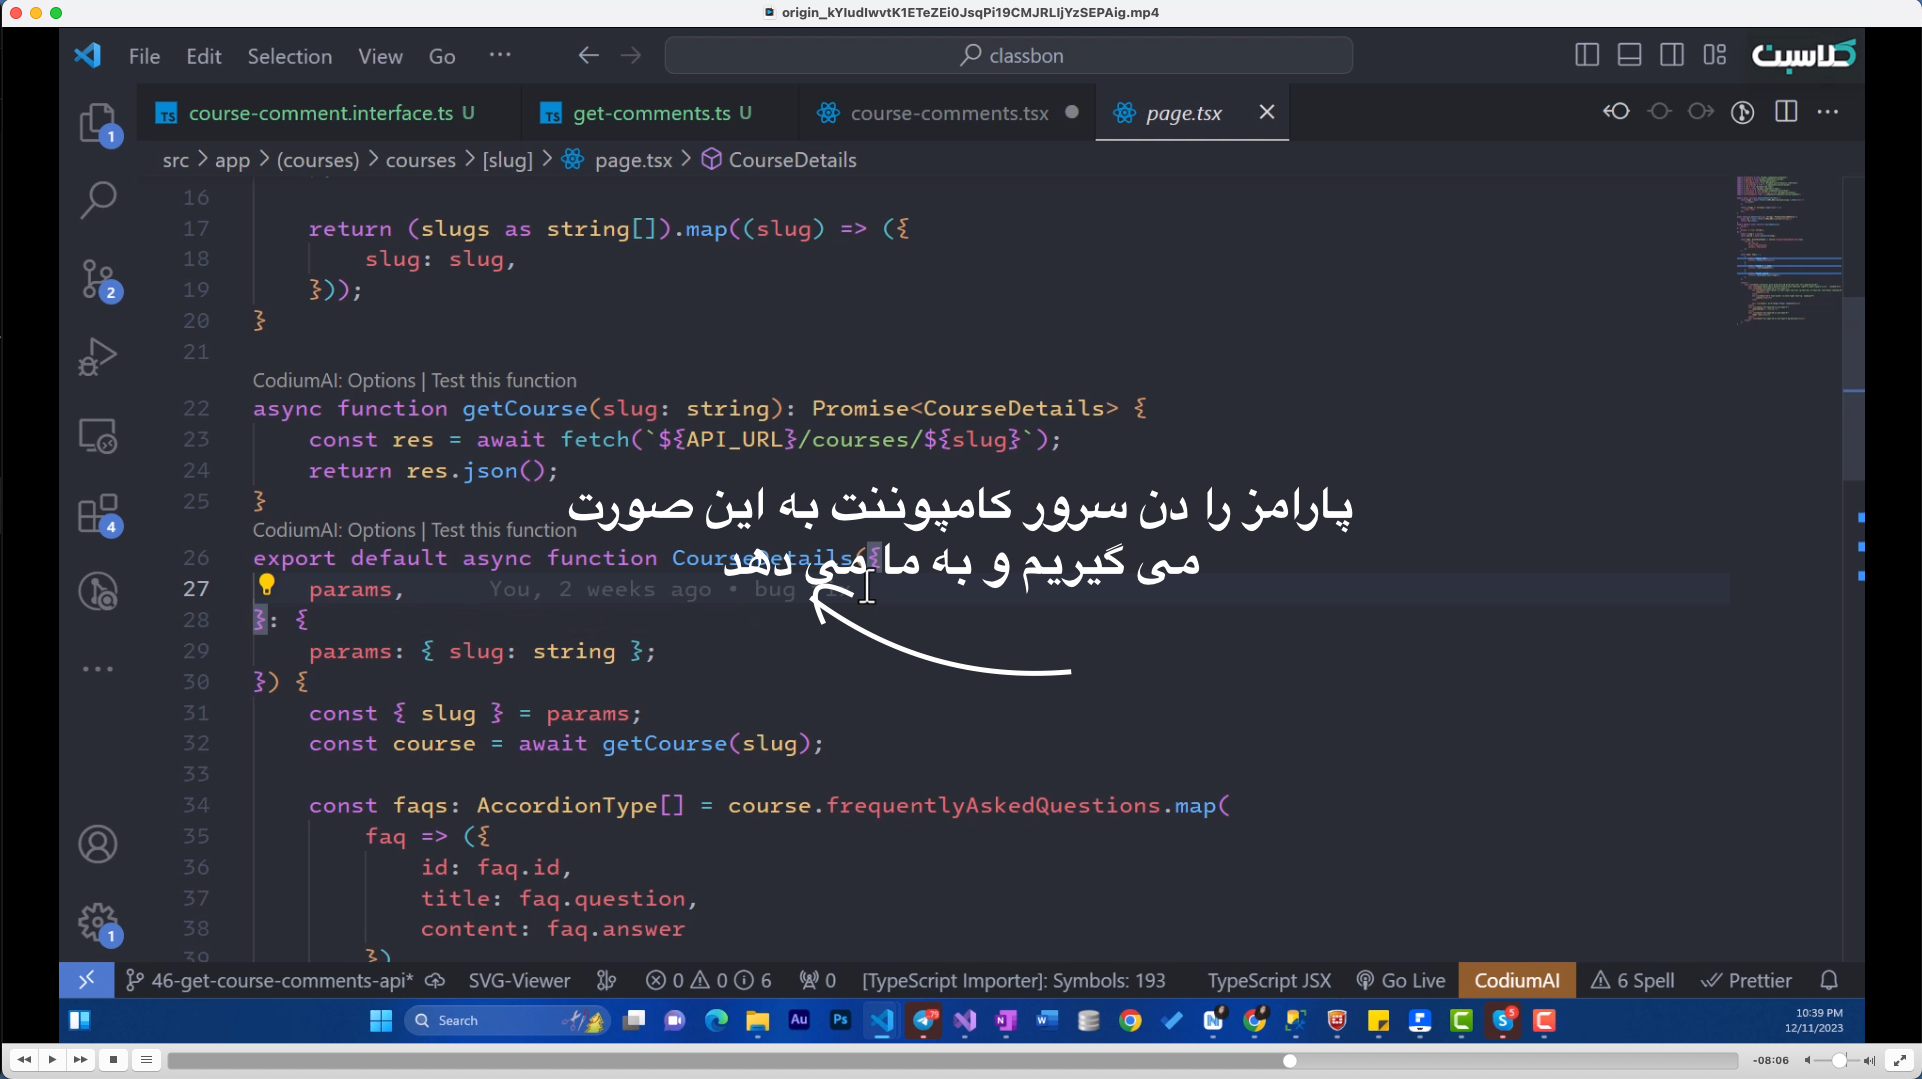 origin_kYIudIwvtK1ETeZEi0JsqPi19CMJRLIjYzSEPAig.mp4
File Edit Selection View Go ··· classbon کلاسبن
course-comment.interface.ts U get-comments.ts U course-comments.tsx page.tsx
src > app > (courses) > courses > [slug] > page.tsx > CourseDetails
16
17 return (slugs as string[]).map((slug) => ({
18 slug: slug,
19 }));
20 }
21
CodiumAI: Options | Test this function
22 async function getCourse(slug: string): Promise<CourseDetails> {
23 const res = await fetch(`${API_URL}/courses/${slug}`);
24 return res.json();
25 }
پارامز را دن سرور کامپوننت به این صورت
می گیریم و به ما می دهد
CodiumAI: Options | Test this function
26 export default async function CourseDetails({
27 params, You, 2 weeks ago • bug
28 }: {
29 params: { slug: string };
30 }) {
31 const { slug } = params;
32 const course = await getCourse(slug);
33
34 const faqs: AccordionType[] = course.frequentlyAskedQuestions.map(
35 faq => ({
36 id: faq.id,
37 title: faq.question,
38 content: faq.answer
39 })
46-get-course-comments-api* SVG-Viewer 0 0 6 0 [TypeScript Importer]: Symbols: 193 TypeScript JSX Go Live CodiumAI 6 Spell Prettier
Search Au Ps 10:39 PM
12/11/2023
-08:06